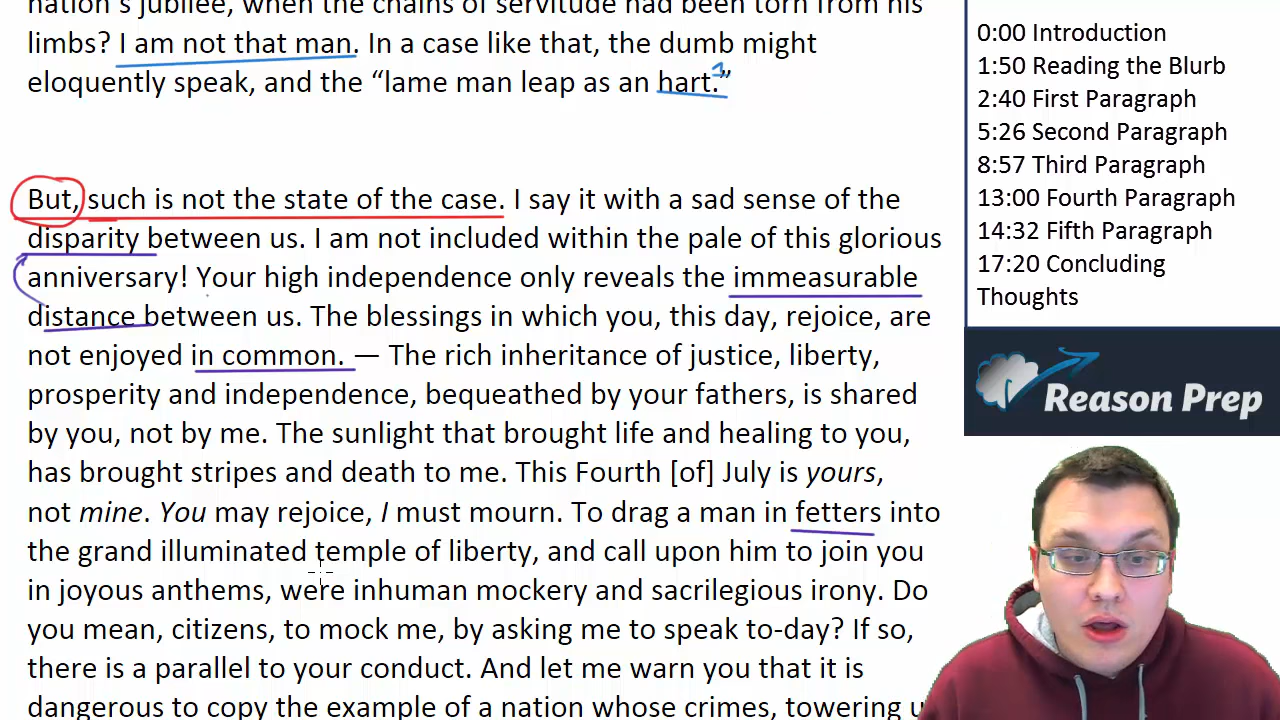 nation's jubilee, when the chains of servitude had been torn from his
limbs? I am not that man. In a case like that, the dumb might
eloquently speak, and the “lame man leap as an hart.1”
But, such is not the state of the case. I say it with a sad sense of the
disparity between us. I am not included within the pale of this glorious
anniversary! Your high independence only reveals the immeasurable
distance between us. The blessings in which you, this day, rejoice, are
not enjoyed in common. — The rich inheritance of justice, liberty,
prosperity and independence, bequeathed by your fathers, is shared
by you, not by me. The sunlight that brought life and healing to you,
has brought stripes and death to me. This Fourth [of] July is yours,
not mine. You may rejoice, I must mourn. To drag a man in fetters into
the grand illuminated temple of liberty, and call upon him to join you
in joyous anthems, were inhuman mockery and sacrilegious irony. Do
you mean, citizens, to mock me, by asking me to speak to-day? If so,
there is a parallel to your conduct. And let me warn you that it is
dangerous to copy the example of a nation whose crimes, towering
0:00 Introduction
1:50 Reading the Blurb
2:40 First Paragraph
5:26 Second Paragraph
8:57 Third Paragraph
13:00 Fourth Paragraph
14:32 Fifth Paragraph
17:20 Concluding
Thoughts
Reason Prep